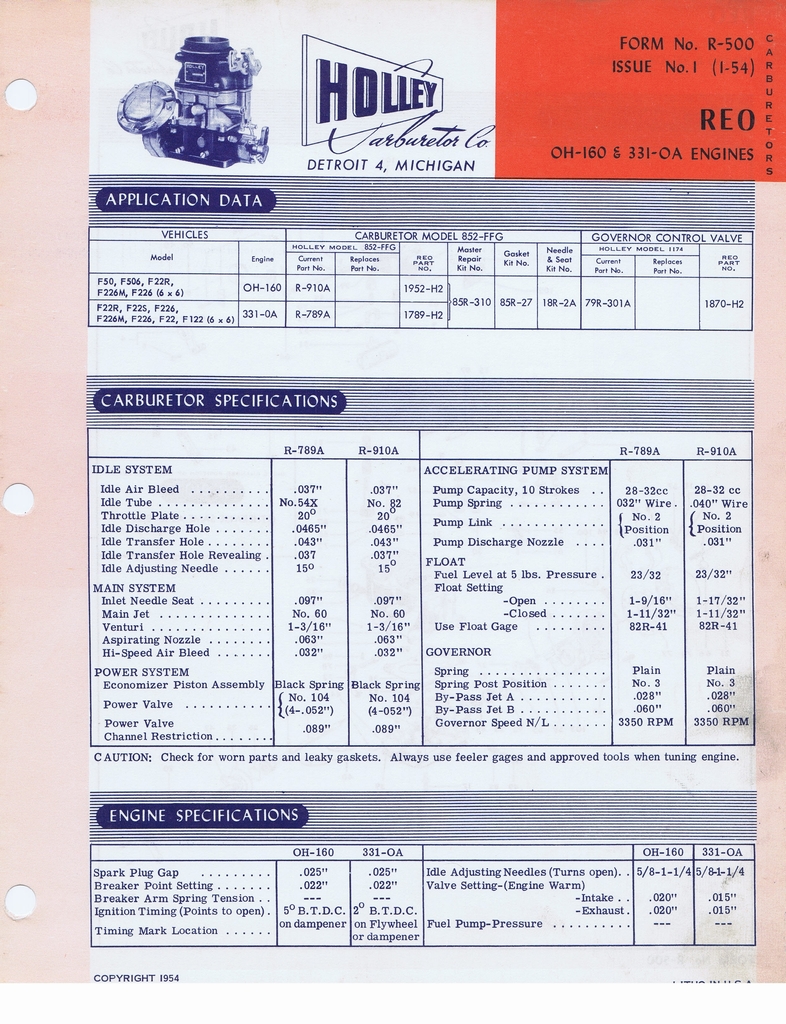 FORM No. R-500
ISSUE No.1 (1-54)
CARBURETORS
REO
OH-160 & 331-OA ENGINES
HOLLEY
Carburetor Co.
DETROIT 4, MICHIGAN
APPLICATION DATA
VEHICLES CARBURETOR MODEL 852-FFG GOVERNOR CONTROL VALVE
Model Engine HOLLEY MODEL 852-FFG Current Part No. Replaces Part No. REO PART NO. Master Repair Kit No. Gasket Kit No. Needle & Seat Kit No. HOLLEY MODEL 1174 Current Part No. Replaces Part No. REO PART NO.
F50, F506, F22R,
F226M, F226 (6 x 6) OH-160 R-910A 1952-H2
85R-310 85R-27 18R-2A 79R-301A 1870-H2
F22R, F22S, F226,
F226M, F226, F22, F122 (6 x 6) 331-0A R-789A 1789-H2
CARBURETOR SPECIFICATIONS
R-789A R-910A
IDLE SYSTEM
Idle Air Bleed . . . . . . . . . .037" .037"
Idle Tube . . . . . . . . . . . . . No.54X No. 82
Throttle Plate . . . . . . . . . . 20° 20°
Idle Discharge Hole . . . . . . .0465" .0465"
Idle Transfer Hole . . . . . . . .043" .043"
Idle Transfer Hole Revealing . .037 .037"
Idle Adjusting Needle . . . . . . 15° 15°
MAIN SYSTEM
Inlet Needle Seat . . . . . . . . .097" .097"
Main Jet . . . . . . . . . . . . . No. 60 No. 60
Venturi . . . . . . . . . . . . . . 1-3/16" 1-3/16"
Aspirating Nozzle . . . . . . . .063" .063"
Hi-Speed Air Bleed . . . . . . . .032" .032"
POWER SYSTEM
Economizer Piston Assembly Black Spring Black Spring
Power Valve . . . . . . . . . . . { No. 104 (4-.052") No. 104 (4-052")
Power Valve
Channel Restriction . . . . . . . .089" .089"
R-789A R-910A
ACCELERATING PUMP SYSTEM
Pump Capacity, 10 Strokes . . 28-32cc 28-32 cc
Pump Spring . . . . . . . . . . . 032" Wire . .040" Wire
Pump Link . . . . . . . . . . . . { No. 2 Position { No. 2 Position
Pump Discharge Nozzle . . . . .031" .031"
FLOAT
Fuel Level at 5 lbs. Pressure . 23/32 23/32"
Float Setting
-Open . . . . . . . . 1-9/16" 1-17/32"
-Closed . . . . . . . 1-11/32" 1-11/32"
Use Float Gage . . . . . . . . . 82R-41 82R-41
GOVERNOR
Spring . . . . . . . . . . . . . . . Plain Plain
Spring Post Position . . . . . . . No. 3 No. 3
By-Pass Jet A . . . . . . . . . . .028" .028"
By-Pass Jet B . . . . . . . . . . .060" .060"
Governor Speed N/L . . . . . . . 3350 RPM 3350 RPM
CAUTION: Check for worn parts and leaky gaskets. Always use feeler gages and approved tools when tuning engine.
ENGINE SPECIFICATIONS
OH-160 331-OA
Spark Plug Gap . . . . . . . . . .025" .025"
Breaker Point Setting . . . . . . .022" .022"
Breaker Arm Spring Tension . . --- ---
Ignition Timing (Points to open) . 5° B.T.D.C. 2° B.T.D.C.
Timing Mark Location . . . . . . on dampener on Flywheel or dampener
OH-160 331-OA
Idle Adjusting Needles (Turns open). . 5/8-1-1/4 5/8-1-1/4
Valve Setting-(Engine Warm)
-Intake . . .020" .015"
-Exhaust . .020" .015"
Fuel Pump-Pressure . . . . . . . . . . --- ---
COPYRIGHT 1954